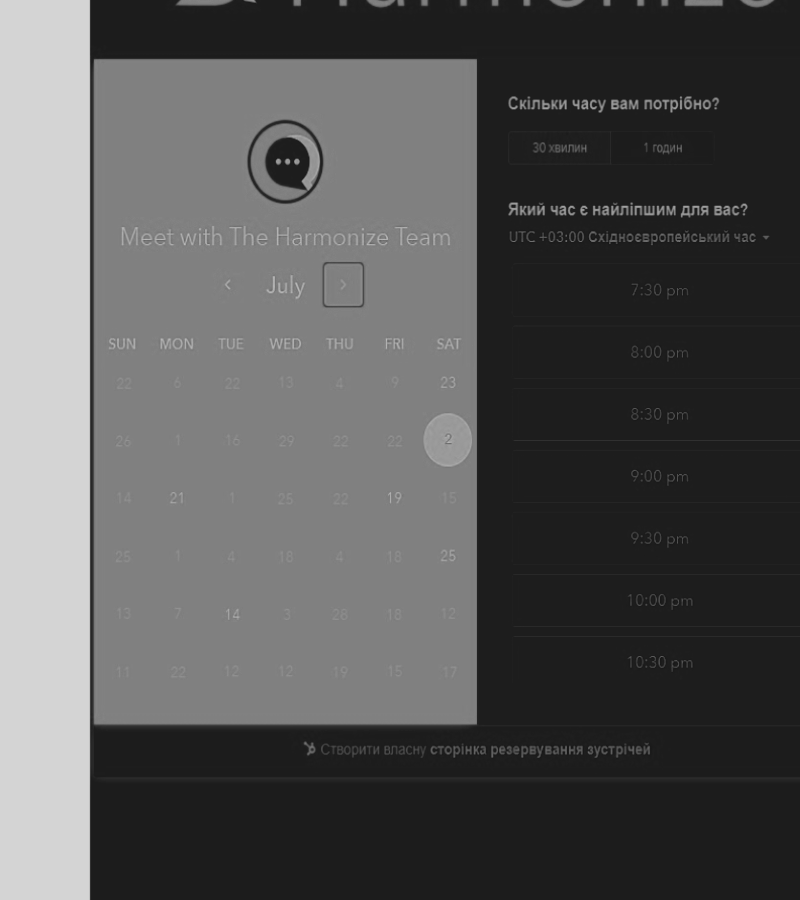 Harmonize
Meet with The Harmonize Team
July
SUN MON TUE WED THU FRI SAT
22 6 22 13 4 9 23
26 1 16 29 22 22 2
14 21 1 25 22 19 15
25 1 4 18 4 18 25
13 7 14 3 28 18 12
11 22 12 12 19 15 17
Скільки часу вам потрібно?
30 хвилин 1 годин
Який час є найліпшим для вас?
UTC +03:00 Східноєвропейський час
7:30 pm
8:00 pm
8:30 pm
9:00 pm
9:30 pm
10:00 pm
10:30 pm
Створити власну сторінка резервування зустрічей